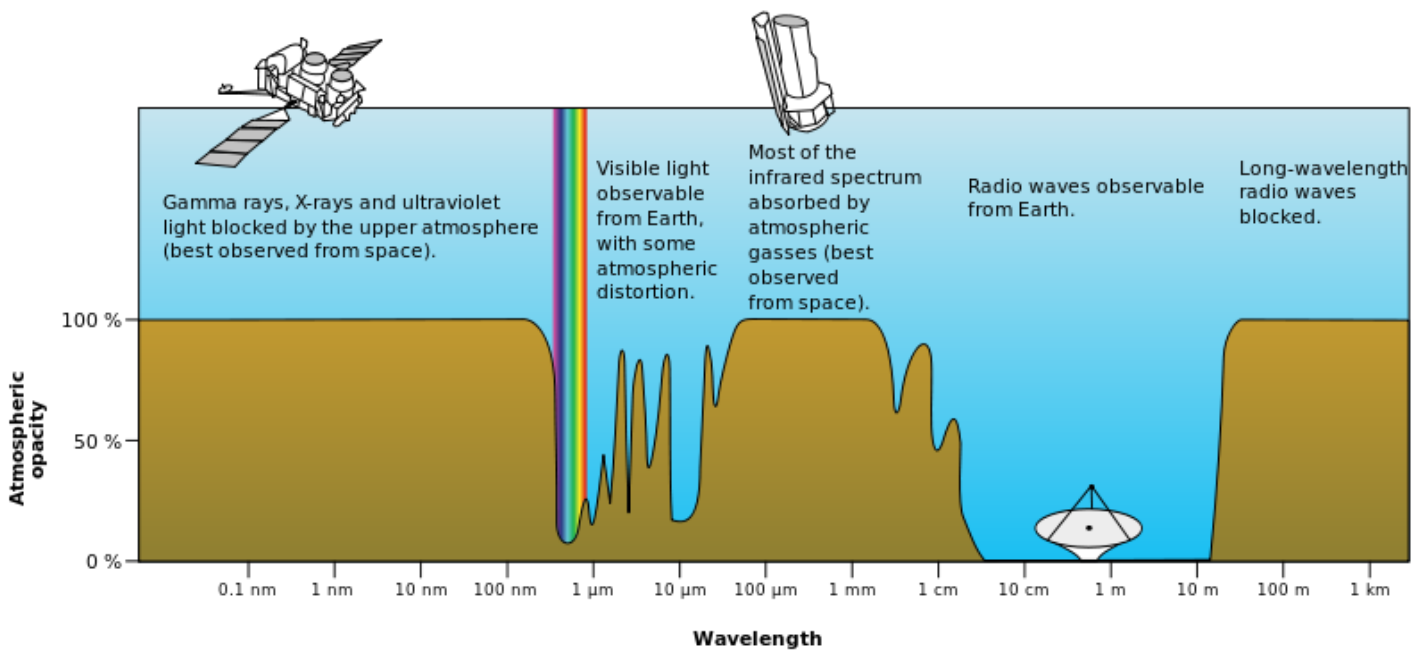 Gamma rays, X-rays and ultraviolet
light blocked by the upper atmosphere
(best observed from space).
Visible light
observable
from Earth,
with some
atmospheric
distortion.
Most of the
infrared spectrum
absorbed by
atmospheric
gasses (best
observed
from space).
Radio waves observable
from Earth.
Long-wavelength
radio waves
blocked.
Atmospheric
opacity
100 %
50 %
0 %
0.1 nm
1 nm
10 nm
100 nm
1 μm
10 μm
100 μm
1 mm
1 cm
10 cm
1 m
10 m
100 m
1 km
Wavelength